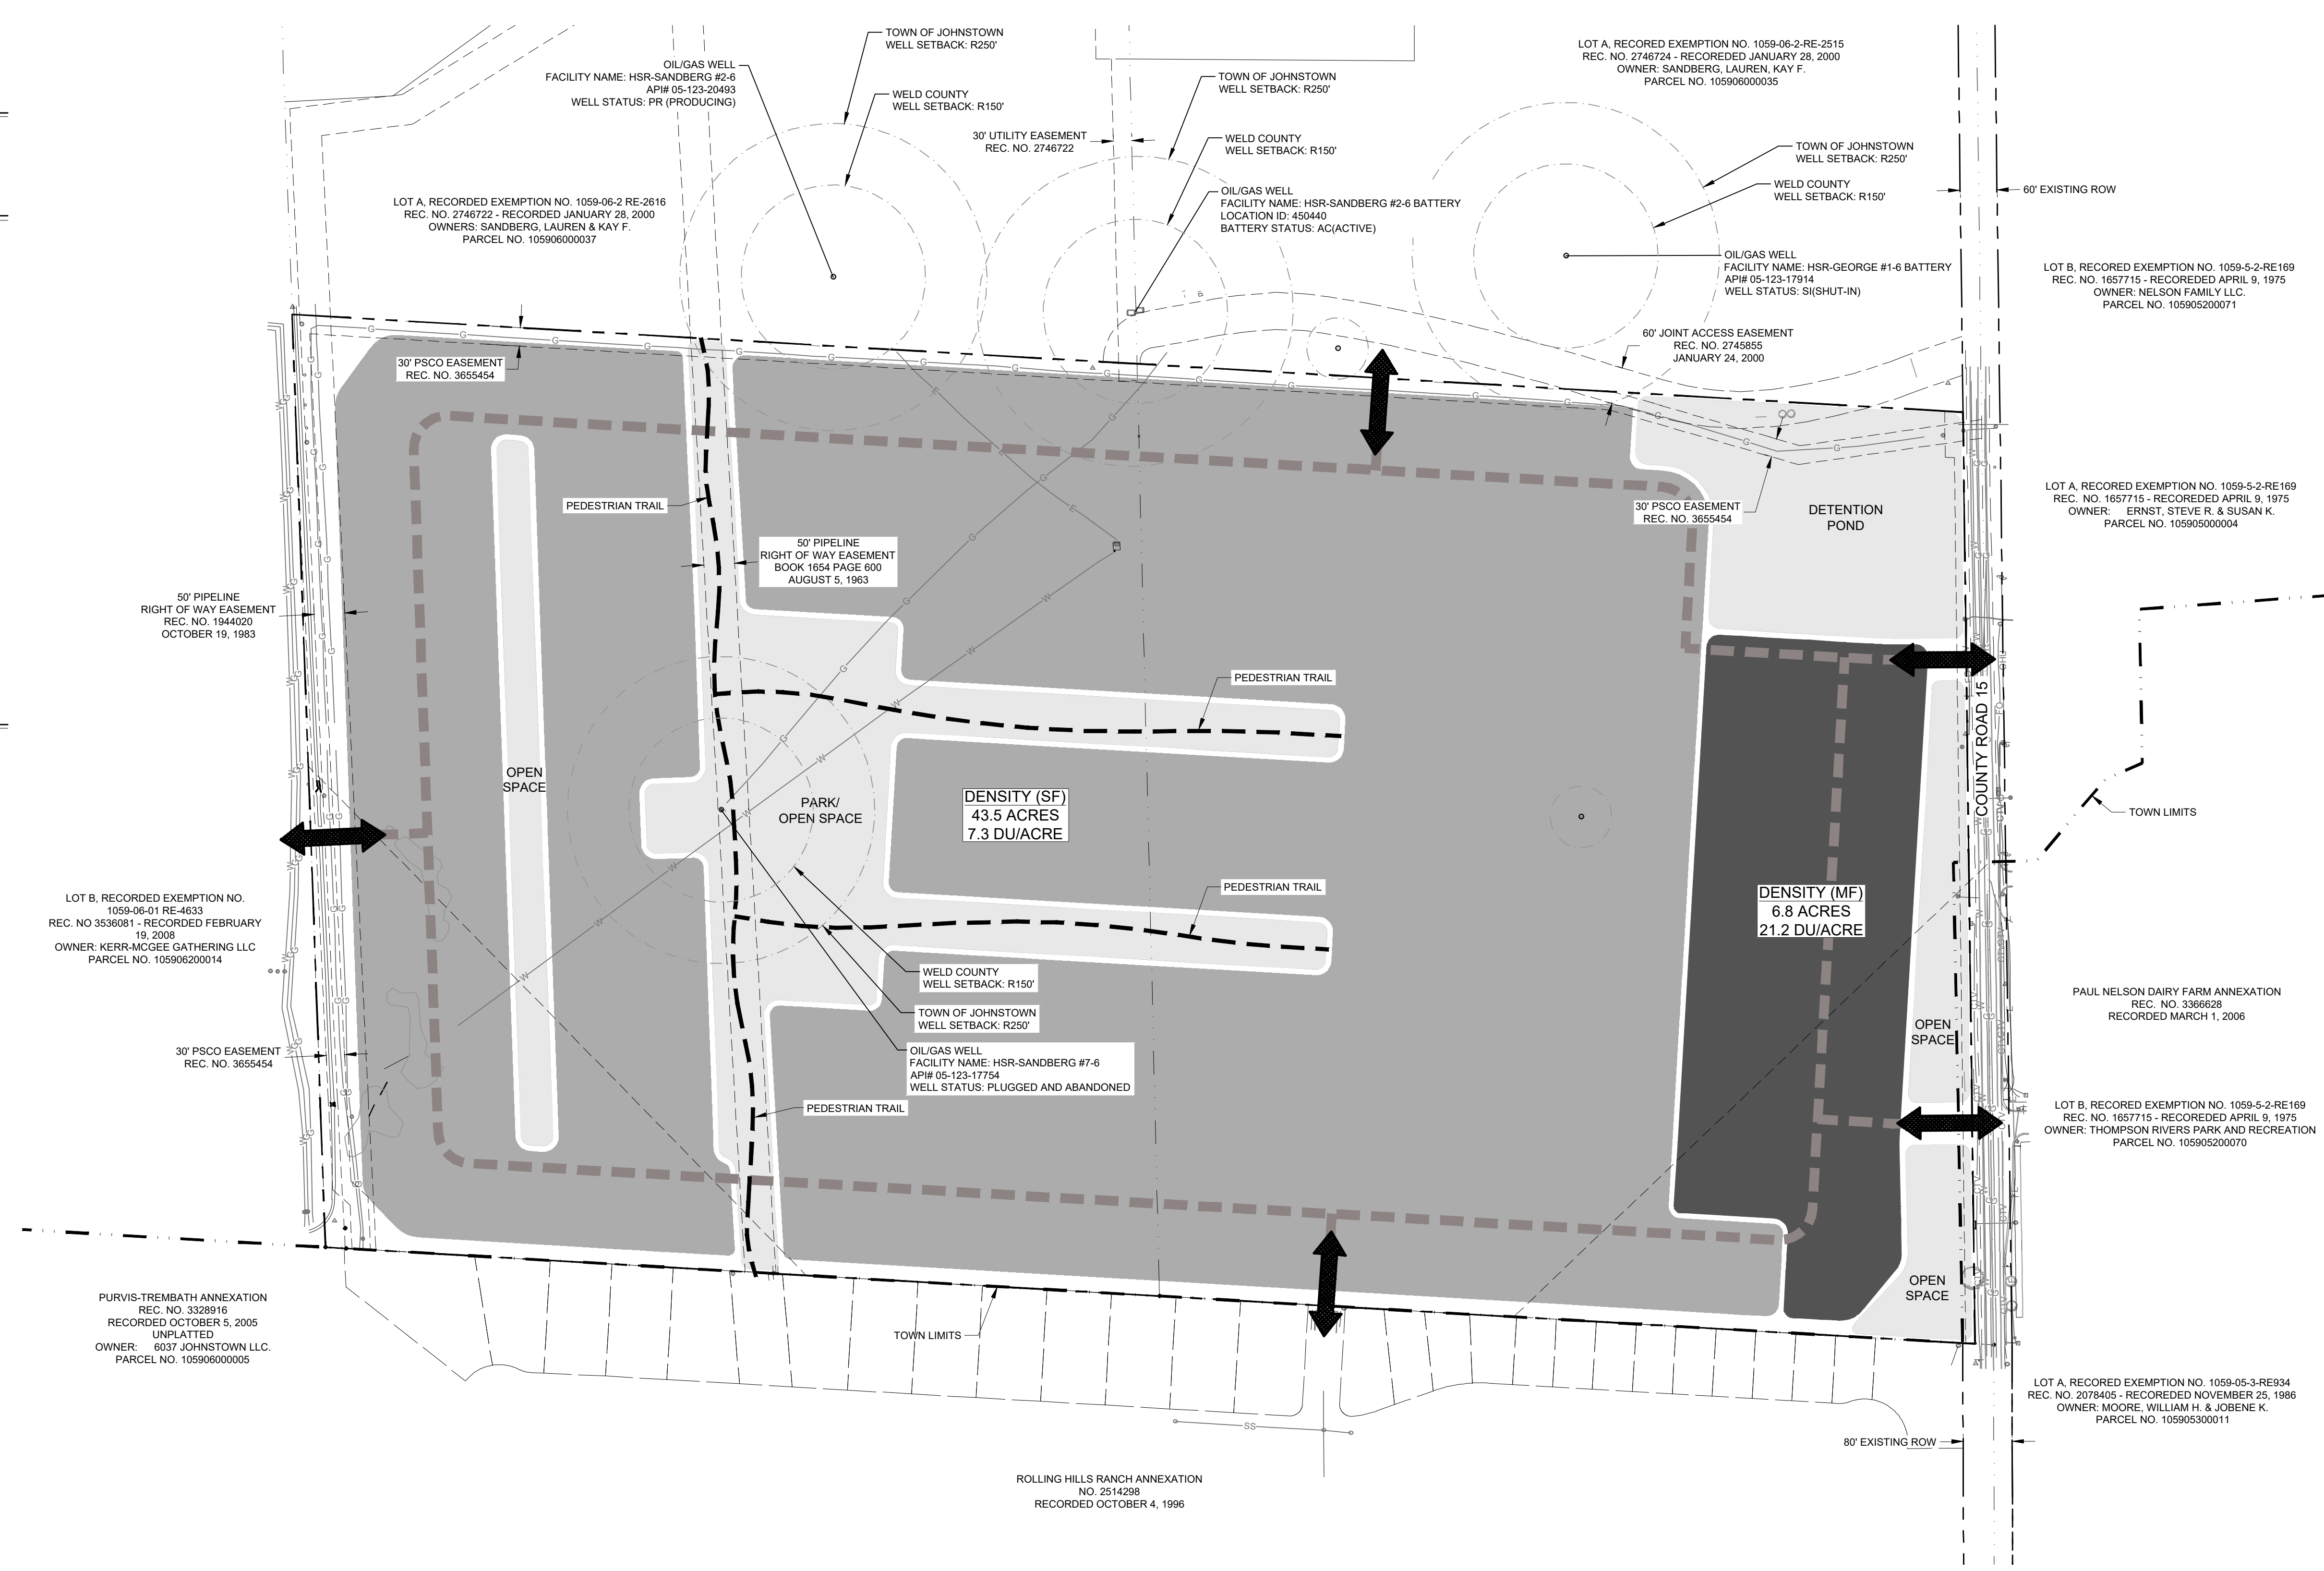 TOWN OF JOHNSTOWN
WELL SETBACK: R250'
OIL/GAS WELL
FACILITY NAME: HSR-SANDBERG #2-6
API# 05-123-20493
WELL STATUS: PR (PRODUCING)
WELD COUNTY
WELL SETBACK: R150'
TOWN OF JOHNSTOWN
WELL SETBACK: R250'
30' UTILITY EASEMENT
REC. NO. 2746722
WELD COUNTY
WELL SETBACK: R150'
OIL/GAS WELL
FACILITY NAME: HSR-SANDBERG #2-6 BATTERY
LOCATION ID: 450440
BATTERY STATUS: AC(ACTIVE)
LOT A, RECORED EXEMPTION NO. 1059-06-2-RE-2515
REC. NO. 2746724 - RECOREDED JANUARY 28, 2000
OWNER: SANDBERG, LAUREN, KAY F.
PARCEL NO. 105906000035
TOWN OF JOHNSTOWN
WELL SETBACK: R250'
WELD COUNTY
WELL SETBACK: R150'
60' EXISTING ROW
LOT A, RECORDED EXEMPTION NO. 1059-06-2 RE-2616
REC. NO. 2746722 - RECORDED JANUARY 28, 2000
OWNERS: SANDBERG, LAUREN & KAY F.
PARCEL NO. 105906000037
OIL/GAS WELL
FACILITY NAME: HSR-GEORGE #1-6 BATTERY
API# 05-123-17914
WELL STATUS: SI(SHUT-IN)
LOT B, RECORED EXEMPTION NO. 1059-5-2-RE169
REC. NO. 1657715 - RECOREDED APRIL 9, 1975
OWNER: NELSON FAMILY LLC.
PARCEL NO. 105905200071
60' JOINT ACCESS EASEMENT
REC. NO. 2745855
JANUARY 24, 2000
30' PSCO EASEMENT
REC. NO. 3655454
PEDESTRIAN TRAIL
30' PSCO EASEMENT
REC. NO. 3655454
DETENTION
POND
LOT A, RECORED EXEMPTION NO. 1059-5-2-RE169
REC. NO. 1657715 - RECOREDED APRIL 9, 1975
OWNER: ERNST, STEVE R. & SUSAN K.
PARCEL NO. 105905000004
50' PIPELINE
RIGHT OF WAY EASEMENT
BOOK 1654 PAGE 600
AUGUST 5, 1963
50' PIPELINE
RIGHT OF WAY EASEMENT
REC. NO. 1944020
OCTOBER 19, 1983
PEDESTRIAN TRAIL
COUNTY ROAD 15
OPEN
SPACE
PARK/
OPEN SPACE
DENSITY (SF)
43.5 ACRES
7.3 DU/ACRE
TOWN LIMITS
PEDESTRIAN TRAIL
DENSITY (MF)
6.8 ACRES
21.2 DU/ACRE
LOT B, RECORDED EXEMPTION NO.
1059-06-01 RE-4633
REC. NO 3536081 - RECORDED FEBRUARY
19, 2008
OWNER: KERR-MCGEE GATHERING LLC
PARCEL NO. 105906200014
WELD COUNTY
WELL SETBACK: R150'
TOWN OF JOHNSTOWN
WELL SETBACK: R250'
OIL/GAS WELL
FACILITY NAME: HSR-SANDBERG #7-6
API# 05-123-17754
WELL STATUS: PLUGGED AND ABANDONED
PAUL NELSON DAIRY FARM ANNEXATION
REC. NO. 3366628
RECORDED MARCH 1, 2006
OPEN
SPACE
30' PSCO EASEMENT
REC. NO. 3655454
PEDESTRIAN TRAIL
LOT B, RECORED EXEMPTION NO. 1059-5-2-RE169
REC. NO. 1657715 - RECOREDED APRIL 9, 1975
OWNER: THOMPSON RIVERS PARK AND RECREATION
PARCEL NO. 105905200070
OPEN
SPACE
PURVIS-TREMBATH ANNEXATION
REC. NO. 3328916
RECORDED OCTOBER 5, 2005
UNPLATTED
OWNER: 6037 JOHNSTOWN LLC.
PARCEL NO. 105906000005
TOWN LIMITS
LOT A, RECORED EXEMPTION NO. 1059-05-3-RE934
REC. NO. 2078405 - RECOREDED NOVEMBER 25, 1986
OWNER: MOORE, WILLIAM H. & JOBENE K.
PARCEL NO. 105905300011
SS
80' EXISTING ROW
ROLLING HILLS RANCH ANNEXATION
NO. 2514298
RECORDED OCTOBER 4, 1996